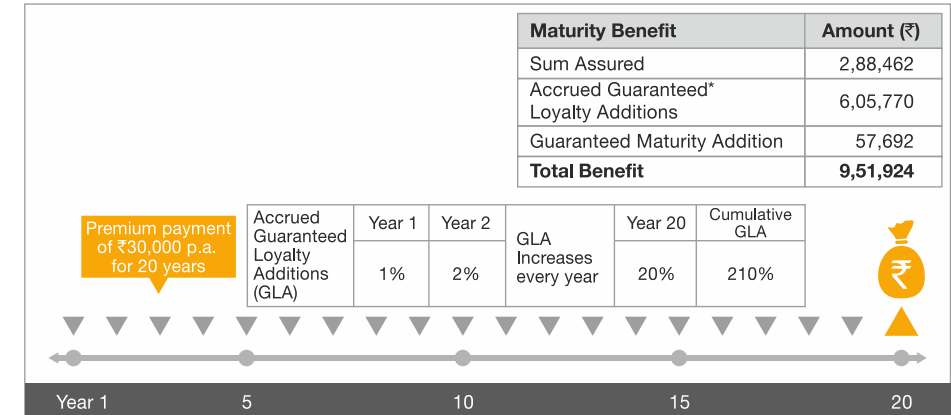 Maturity Benefit Amount (₹)
Sum Assured 2,88,462
Accrued Guaranteed*
Loyalty Additions 6,05,770
Guaranteed Maturity Addition 57,692
Total Benefit 9,51,924
Premium payment
of ₹30,000 p.a.
for 20 years
Accrued
Guaranteed
Loyalty
Additions
(GLA)
Year 1
1%
Year 2
2%
GLA
Increases
every year
Year 20
20%
Cumulative
GLA
210%
₹
Year 1 5 10 15 20